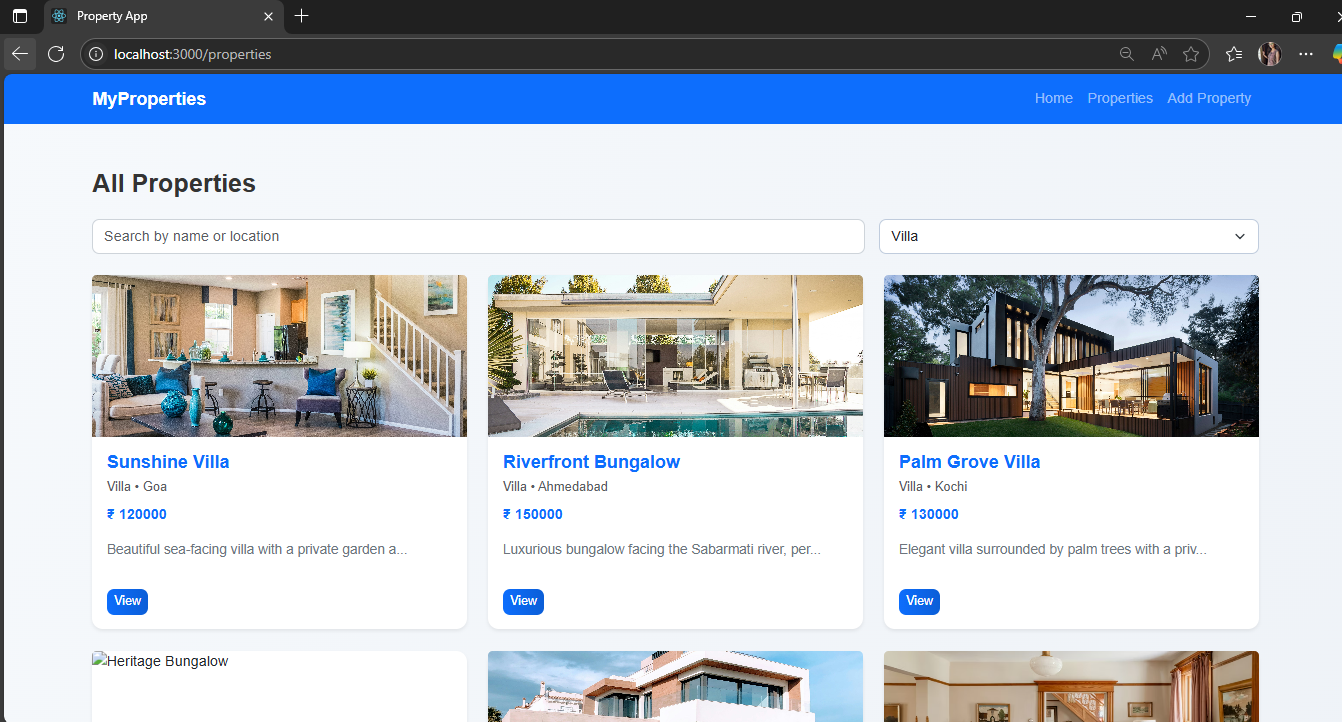 Property App
localhost:3000/properties
MyProperties
Home Properties Add Property
All Properties
Search by name or location
Villa
Sunshine Villa
Villa • Goa
₹ 120000
Beautiful sea-facing villa with a private garden a...
View
Riverfront Bungalow
Villa • Ahmedabad
₹ 150000
Luxurious bungalow facing the Sabarmati river, per...
View
Palm Grove Villa
Villa • Kochi
₹ 130000
Elegant villa surrounded by palm trees with a priv...
View
Heritage Bungalow